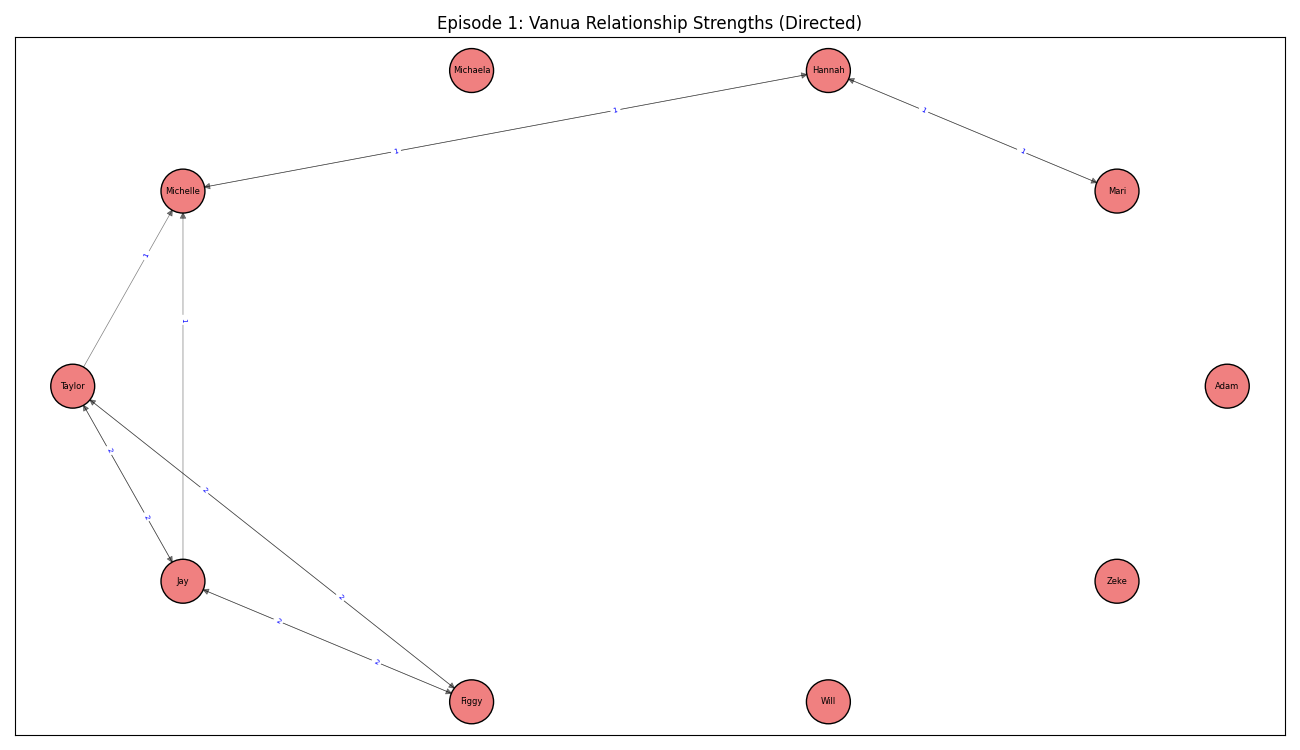 Episode 1: Vanua Relationship Strengths (Directed)
Michaela
Hannah
1
1
1
1
Michelle
Mari
1
1
Taylor
Adam
2
2
2
2
Jay
Zeke
2
2
Figgy
Will